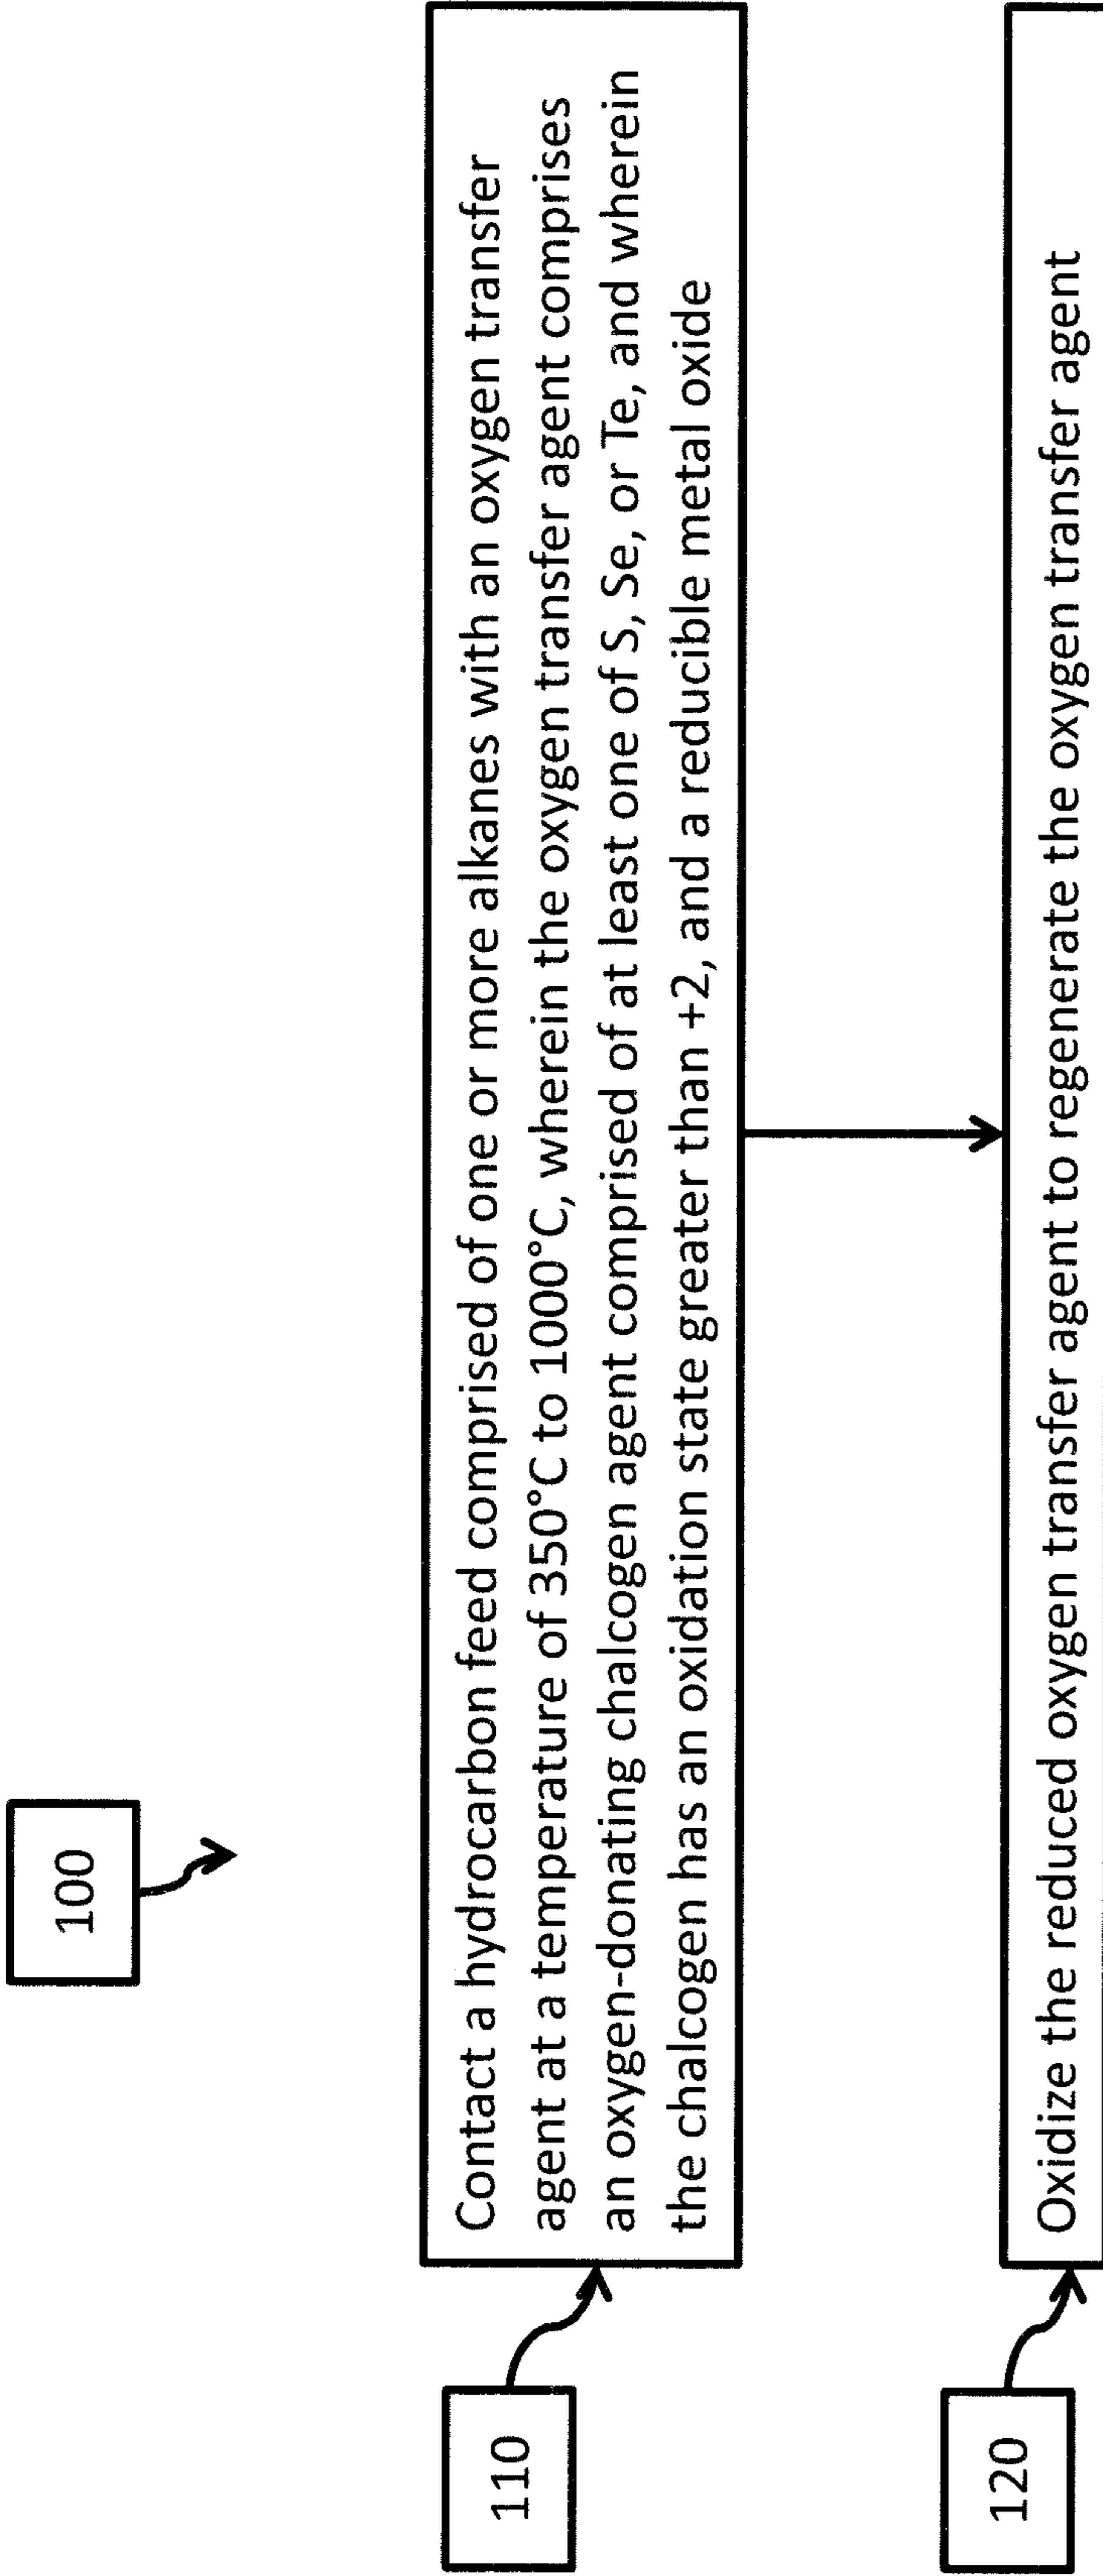 100
110
Contact a hydrocarbon feed comprised of one or more alkanes with an oxygen transfer
agent at a temperature of 350°C to 1000°C, wherein the oxygen transfer agent comprises
an oxygen-donating chalcogen agent comprised of at least one of S, Se, or Te, and wherein
the chalcogen has an oxidation state greater than +2, and a reducible metal oxide
120
Oxidize the reduced oxygen transfer agent to regenerate the oxygen transfer agent